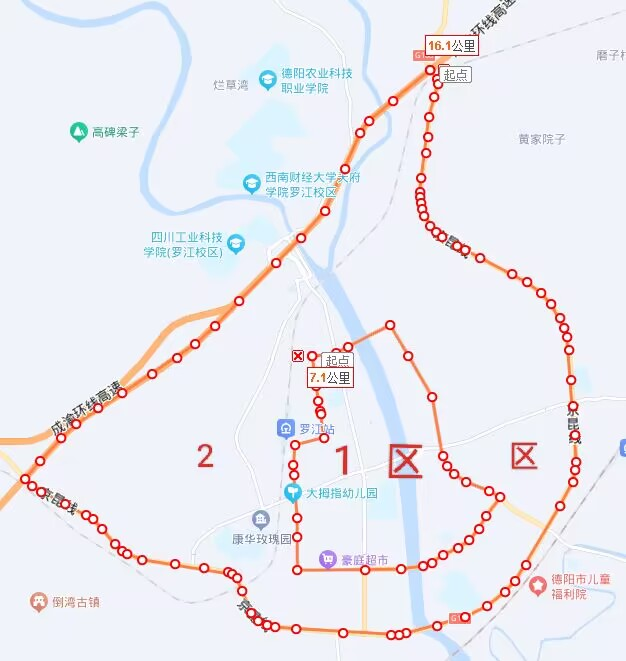 16.1公里
起点
磨子村
德阳农业科技
职业学院
烂草湾
高碑梁子
黄家院子
西南财经大学天府
学院罗江校区
四川工业科技
学院(罗江校区)
起点
7.1公里
成渝环线高速
京昆线
罗江站
2
1区
区
京昆线
大拇指幼儿园
康华玫瑰园
豪庭超市
德阳市儿童
福利院
倒湾古镇